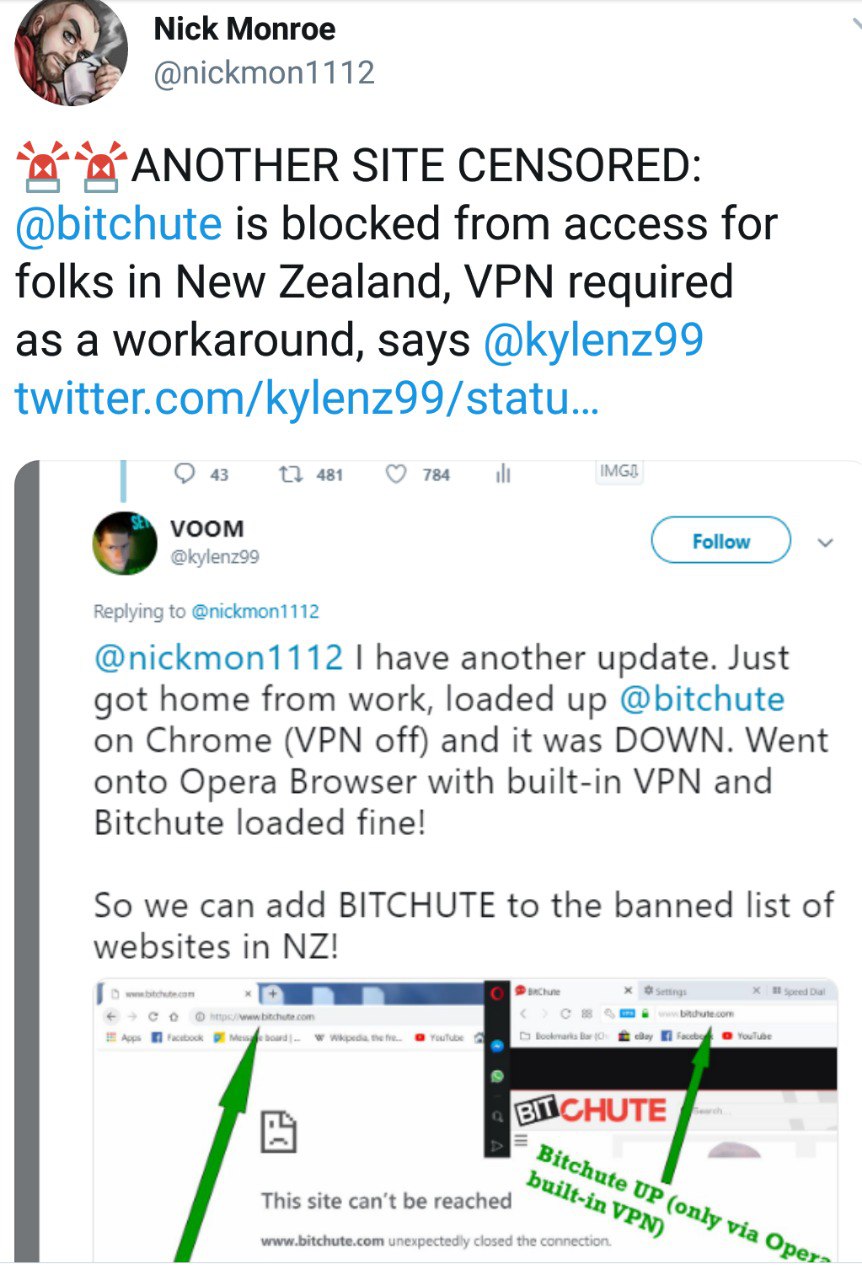 Nick Monroe
@nickmon1112
🚨🚨ANOTHER SITE CENSORED:
@bitchute is blocked from access for
folks in New Zealand, VPN required
as a workaround, says @kylenz99
twitter.com/kylenz99/statu...
43 481 784 IMG
VOOM
@kylenz99
Follow
Replying to @nickmon1112
@nickmon1112 I have another update. Just
got home from work, loaded up @bitchute
on Chrome (VPN off) and it was DOWN. Went
onto Opera Browser with built-in VPN and
Bitchute loaded fine!
So we can add BITCHUTE to the banned list of
websites in NZ!
www.bitchute.com
https://www.bitchute.com
Apps Facebook Message board |... Wikipedia, the fre... YouTube
This site can't be reached
www.bitchute.com unexpectedly closed the connection.
BitChute Settings Speed Dial
VPN www.bitchute.com
Bookmarks Bar (Ch eBay Facebook YouTube
BITCHUTE Search...
Bitchute UP (only via Opera
built-in VPN)